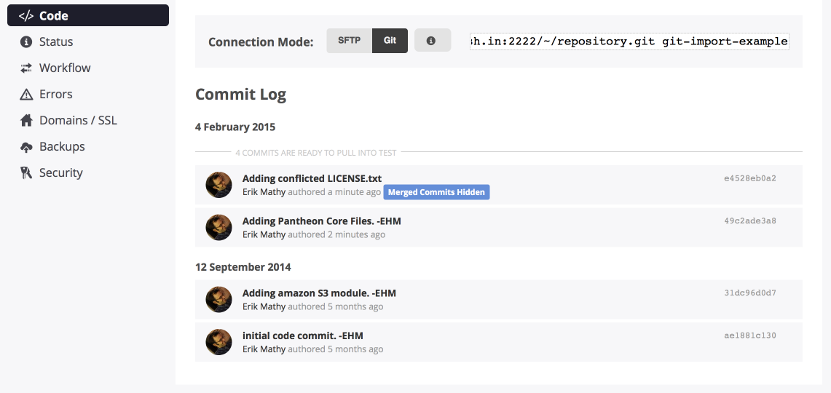 </> Code
Status
Workflow
Errors
Domains / SSL
Backups
Security
Connection Mode: SFTP Git sh.in:2222/~/repository.git git-import-example
Commit Log
4 February 2015
4 COMMITS ARE READY TO PULL INTO TEST
Adding conflicted LICENSE.txt e4528eb0a2
Erik Mathy authored a minute ago Merged Commits Hidden
Adding Pantheon Core Files. -EHM 49c2ade3a8
Erik Mathy authored 2 minutes ago
12 September 2014
Adding amazon S3 module. -EHM 31dc96d0d7
Erik Mathy authored 5 months ago
initial code commit. -EHM ae1881c130
Erik Mathy authored 5 months ago